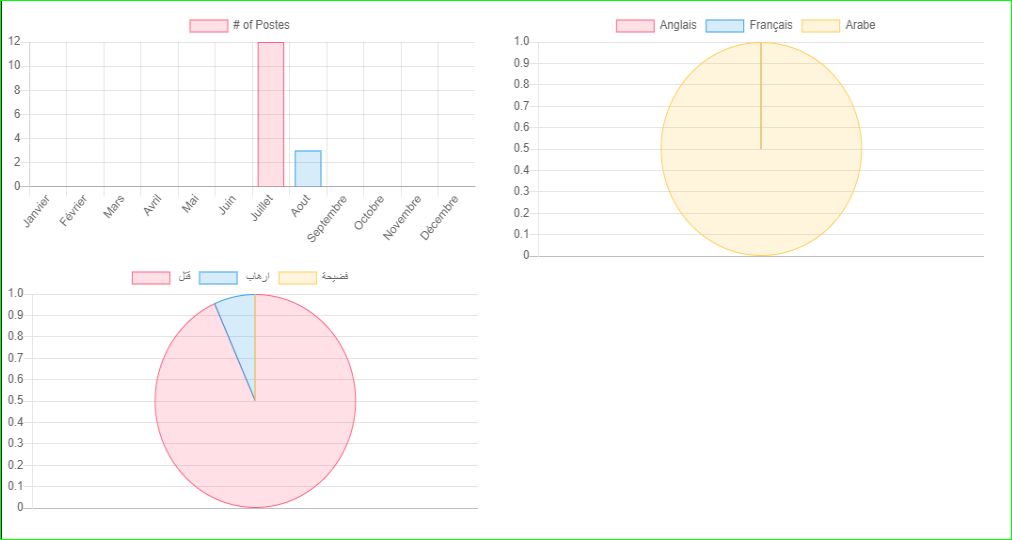 # of Postes
12
10
8
6
4
2
0
Janvier
Février
Mars
Avril
Mai
Juin
Juillet
Aout
Septembre
Octobre
Novembre
Décembre
Anglais Français Arabe
1.0
0.9
0.8
0.7
0.6
0.5
0.4
0.3
0.2
0.1
0
قتل ارهاب فضيحة
1.0
0.9
0.8
0.7
0.6
0.5
0.4
0.3
0.2
0.1
0